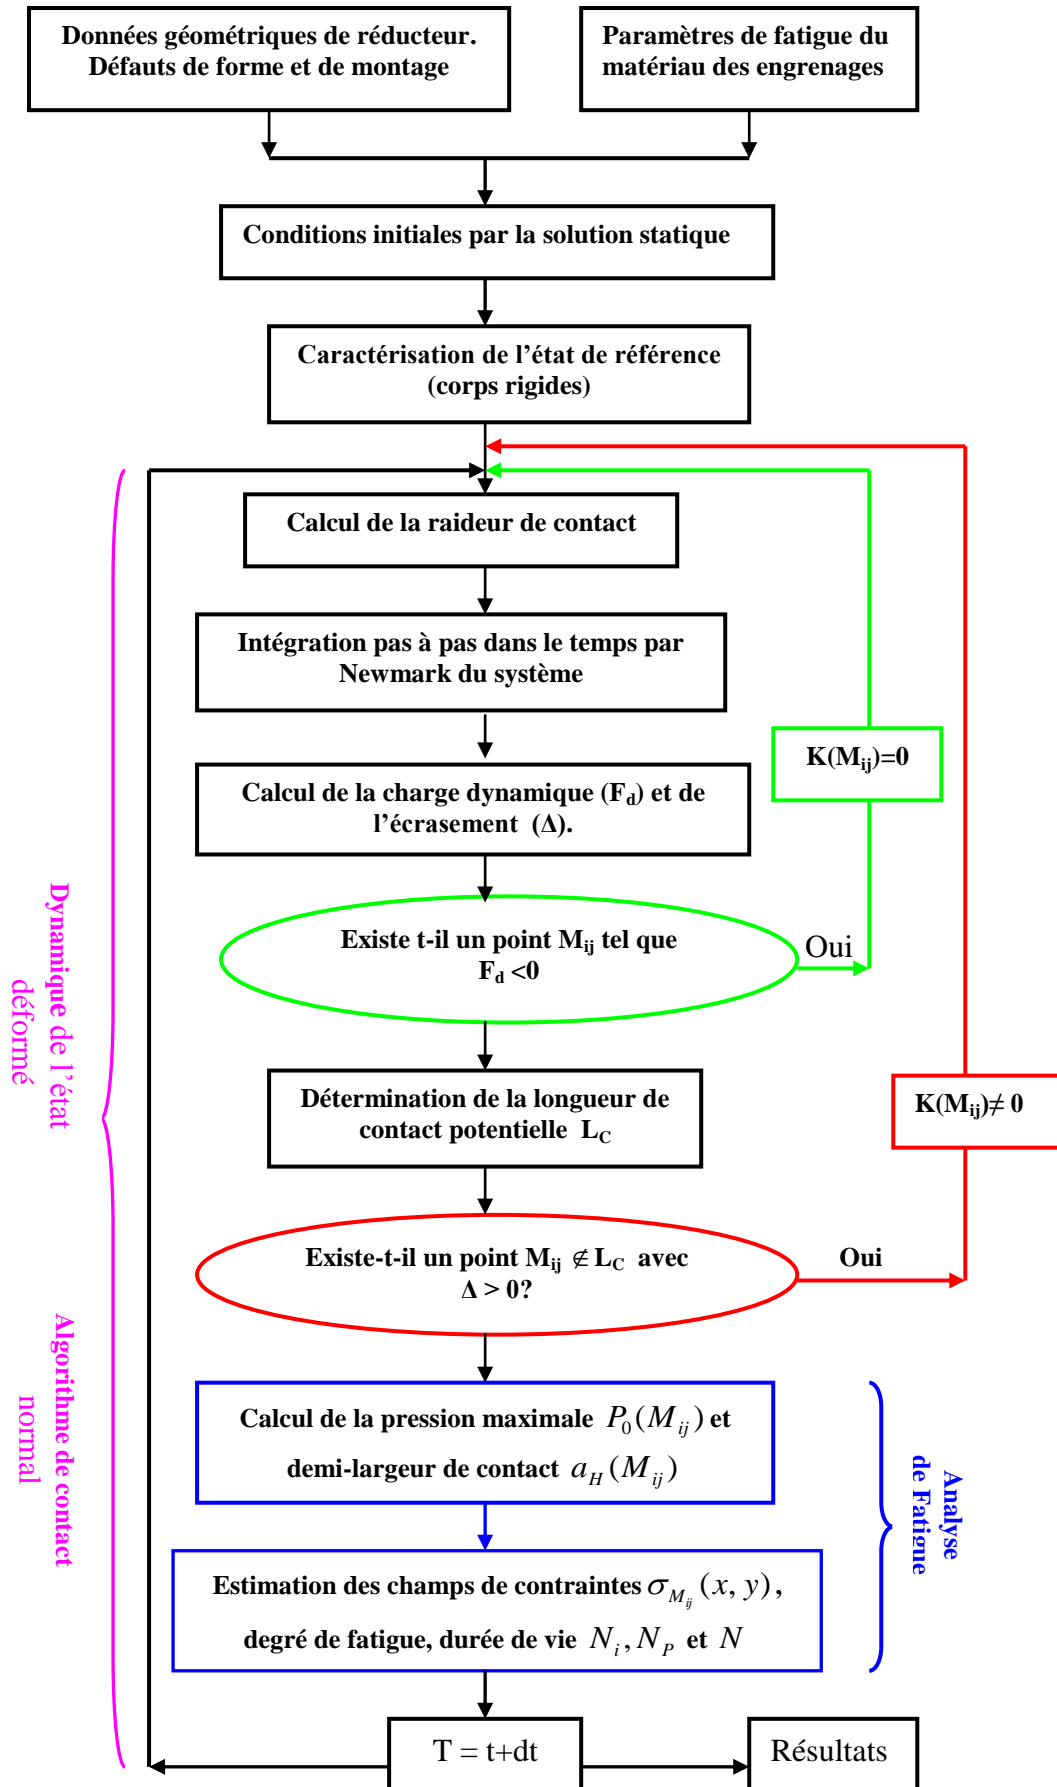 Données géométriques de réducteur.
Défauts de forme et de montage
Paramètres de fatigue du
matériau des engrenages
Conditions initiales par la solution statique
Caractérisation de l’état de référence
(corps rigides)
Calcul de la raideur de contact
Intégration pas à pas dans le temps par
Newmark du système
K(Mij)=0
Calcul de la charge dynamique (Fd) et de
l’écrasement (Δ).
Existe t-il un point Mij tel que
Fd <0
Oui
Dynamique de l’état
déformé
Détermination de la longueur de
contact potentielle LC
K(Mij)≠ 0
Existe-t-il un point Mij ∉ LC avec
Δ > 0?
Oui
Algorithme de contact
normal
Calcul de la pression maximale P0(Mij) et
demi-largeur de contact aH(Mij)
Analyse
de Fatigue
Estimation des champs de contraintes σMij(x, y),
degré de fatigue, durée de vie Ni, NP et N
T = t+dt
Résultats